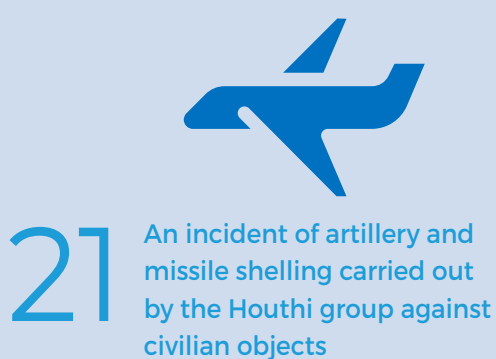 21
An incident of artillery and
missile shelling carried out
by the Houthi group against
civilian objects